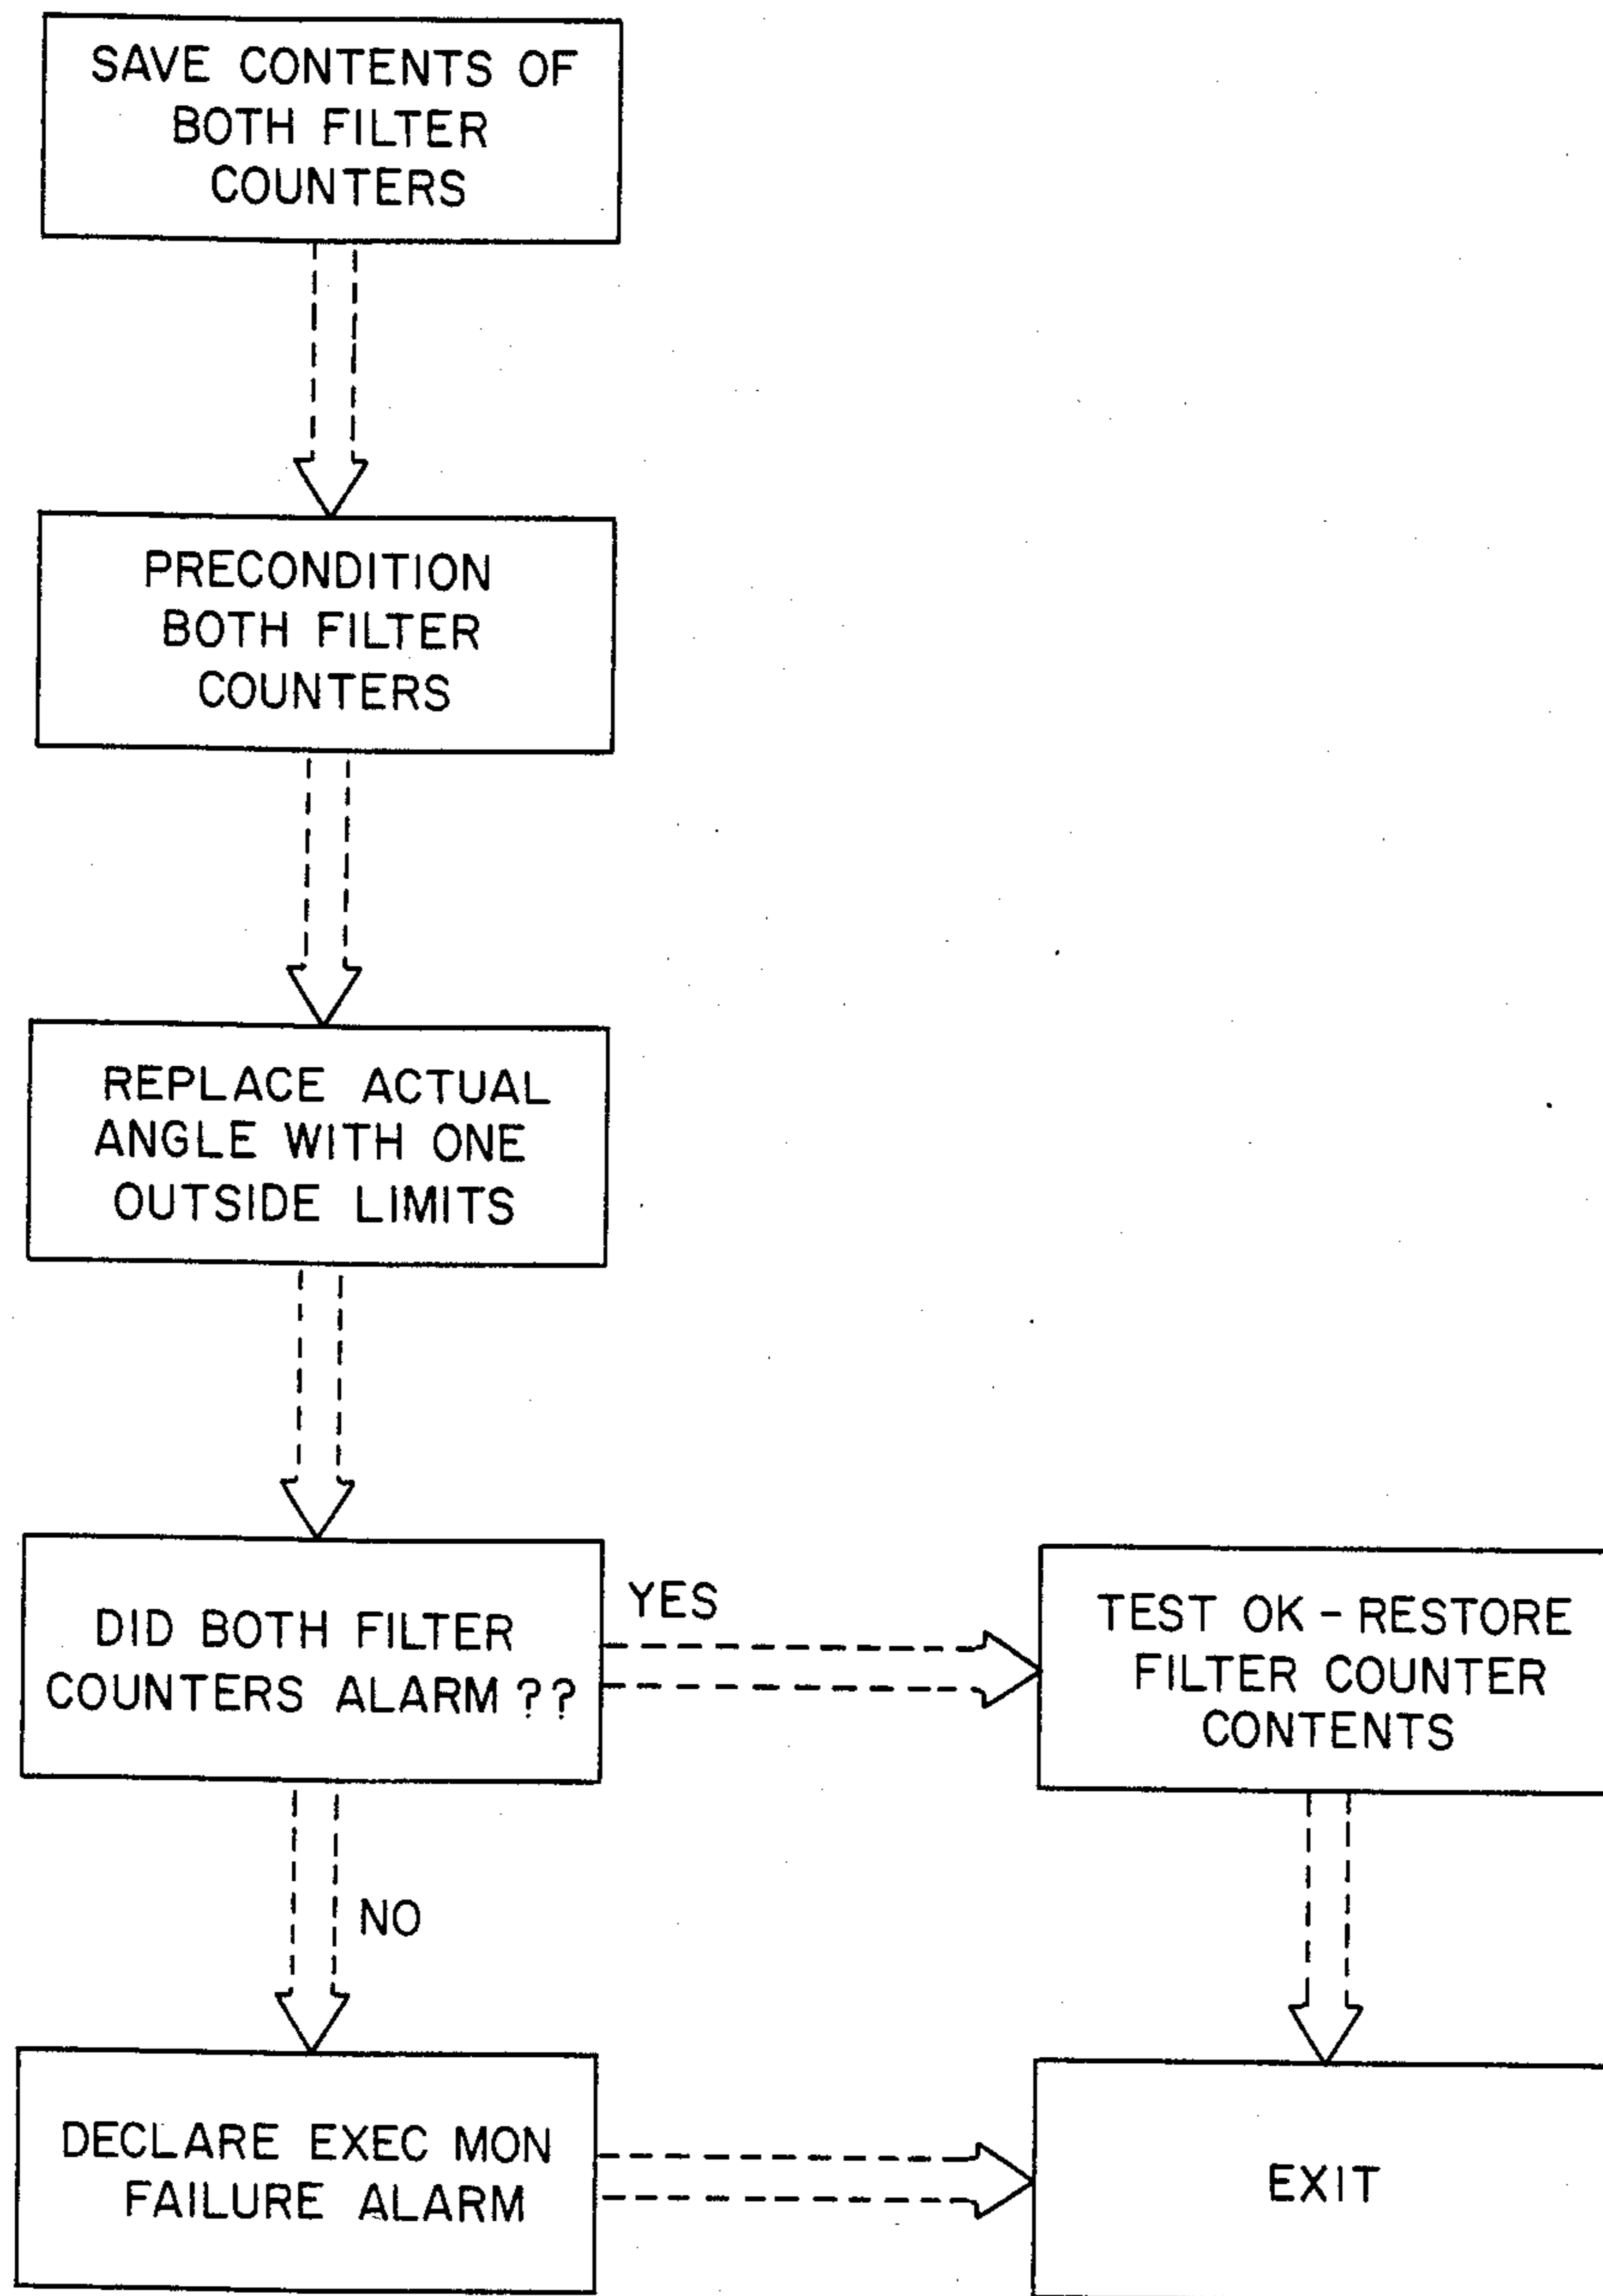 SAVE CONTENTS OF
BOTH FILTER
COUNTERS
PRECONDITION
BOTH FILTER
COUNTERS
REPLACE ACTUAL
ANGLE WITH ONE
OUTSIDE LIMITS
DID BOTH FILTER
COUNTERS ALARM ??
YES
TEST OK - RESTORE
FILTER COUNTER
CONTENTS
NO
DECLARE EXEC MON
FAILURE ALARM
EXIT